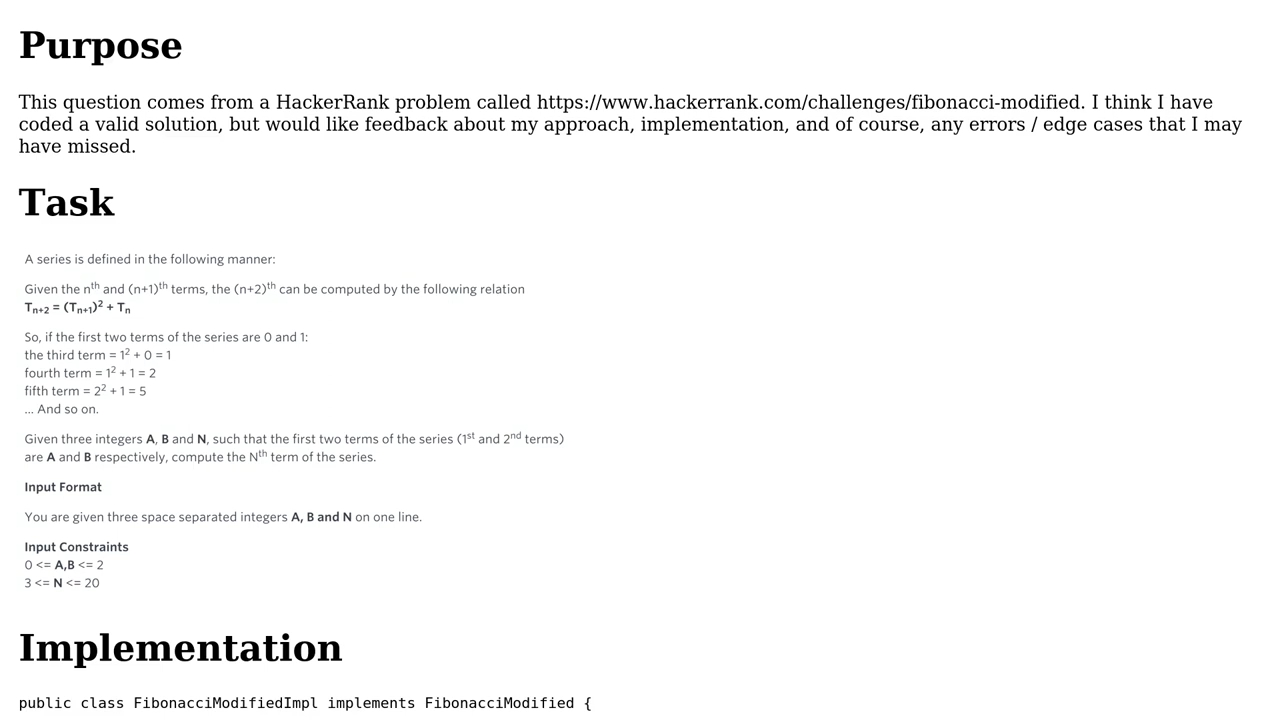 Purpose
This question comes from a HackerRank problem called https://www.hackerrank.com/challenges/fibonacci-modified. I think I have
coded a valid solution, but would like feedback about my approach, implementation, and of course, any errors / edge cases that I may
have missed.
Task
A series is defined in the following manner:
Given the nth and (n+1)th terms, the (n+2)th can be computed by the following relation
Tn+2 = (Tn+1)2 + Tn
So, if the first two terms of the series are 0 and 1:
the third term = 12 + 0 = 1
fourth term = 12 + 1 = 2
fifth term = 22 + 1 = 5
... And so on.
Given three integers A, B and N, such that the first two terms of the series (1st and 2nd terms)
are A and B respectively, compute the Nth term of the series.
Input Format
You are given three space separated integers A, B and N on one line.
Input Constraints
0 <= A,B <= 2
3 <= N <= 20
Implementation
public class FibonacciModifiedImpl implements FibonacciModified {